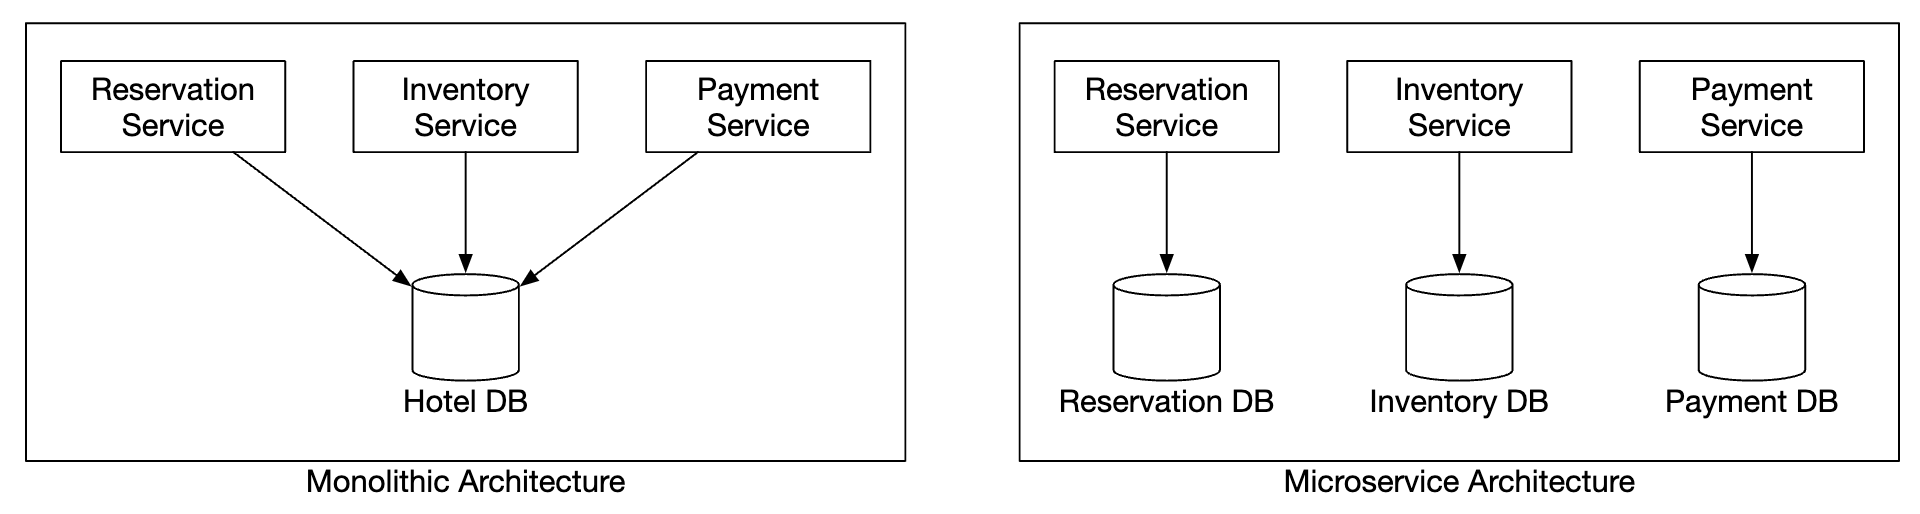 Reservation
Service
Inventory
Service
Payment
Service
Hotel DB
Monolithic Architecture
Reservation
Service
Inventory
Service
Payment
Service
Reservation DB
Inventory DB
Payment DB
Microservice Architecture